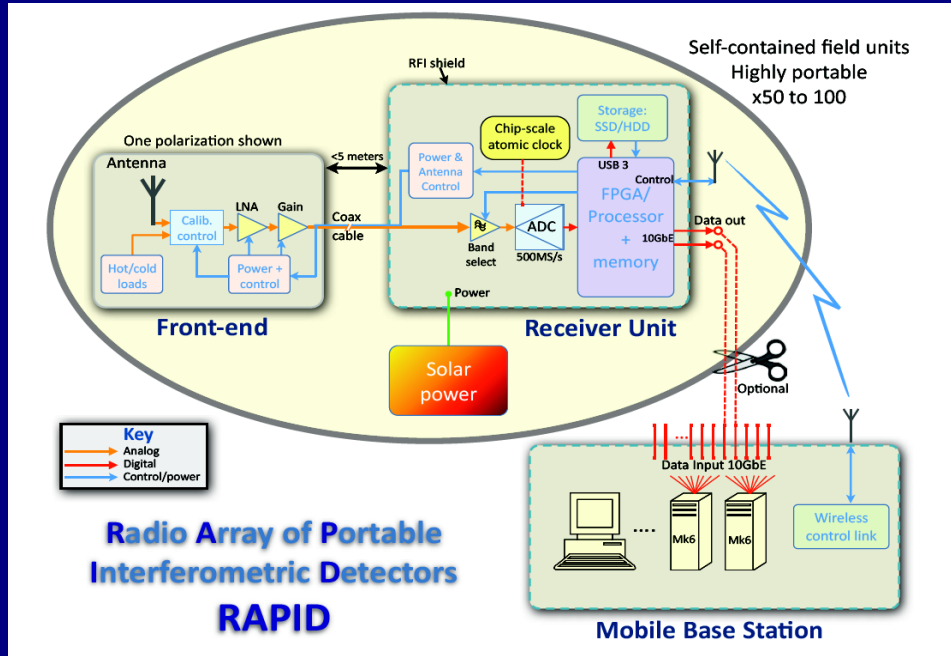 Self-contained field units
Highly portable
x50 to 100
RFI shield
One polarization shown
Antenna
<5 meters
LNA
Gain
Calib.
control
Hot/cold
loads
Power +
control
Coax
cable
Front-end
Power &
Antenna
Control
Chip-scale
atomic clock
Storage:
SSD/HDD
USB 3
Control
FPGA/
Processor
+
memory
10GbE
Data out
Band
select
ADC
500MS/s
Power
Receiver Unit
Solar
power
Optional
Key
Analog
Digital
Control/power
...
Data Input 10GbE
....
Mk6
Mk6
Wireless
control link
Mobile Base Station
Radio Array of Portable
Interferometric Detectors
RAPID